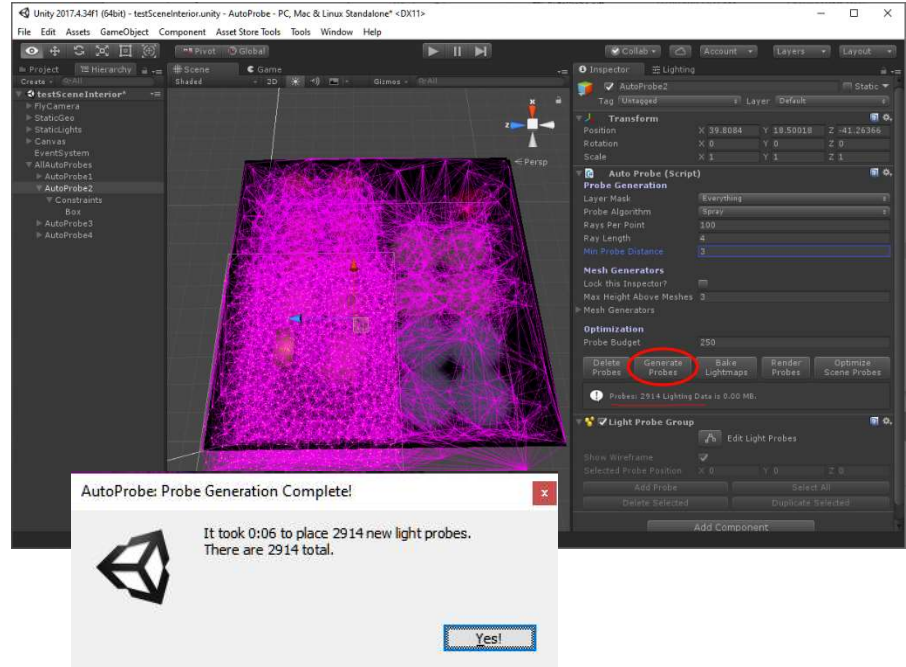 Unity 2017.4.34f1 (64bit) - testSceneInterior.unity - AutoProbe - PC, Mac & Linux Standalone* <DX11>
File Edit Assets GameObject Component Asset Store Tools Tools Window Help
Pivot Global Collab Account Layers Layout
Project Hierarchy Scene Game Inspector Lighting
Create All Shaded 2D Gizmos All
AutoProbe2 Static
Tag Untagged Layer Default
testSceneInterior*
FlyCamera
StaticGeo
StaticLights
Canvas
EventSystem
AllAutoProbes
AutoProbe1
AutoProbe2
Constraints
Box
AutoProbe3
AutoProbe4
x
z
Persp
Transform
Position X 39.8084 Y 18.50018 Z -41.26366
Rotation X 0 Y 0 Z 0
Scale X 1 Y 1 Z 1
Auto Probe (Script)
Probe Generation
Layer Mask Everything
Probe Algorithm Spray
Rays Per Point 100
Ray Length 4
Min Probe Distance 3
Mesh Generators
Lock this Inspector?
Max Height Above Meshes 3
Mesh Generators
Optimization
Probe Budget 250
Delete Probes Generate Probes Bake Lightmaps Render Probes Optimize Scene Probes
Probes: 2914 Lighting Data is 0.00 MB.
Light Probe Group
Edit Light Probes
Show Wireframe
Selected Probe Position X 0 Y 0 Z 0
Add Probe Select All
Delete Selected Duplicate Selected
Add Component
AutoProbe: Probe Generation Complete!
It took 0:06 to place 2914 new light probes.
There are 2914 total.
Yes!